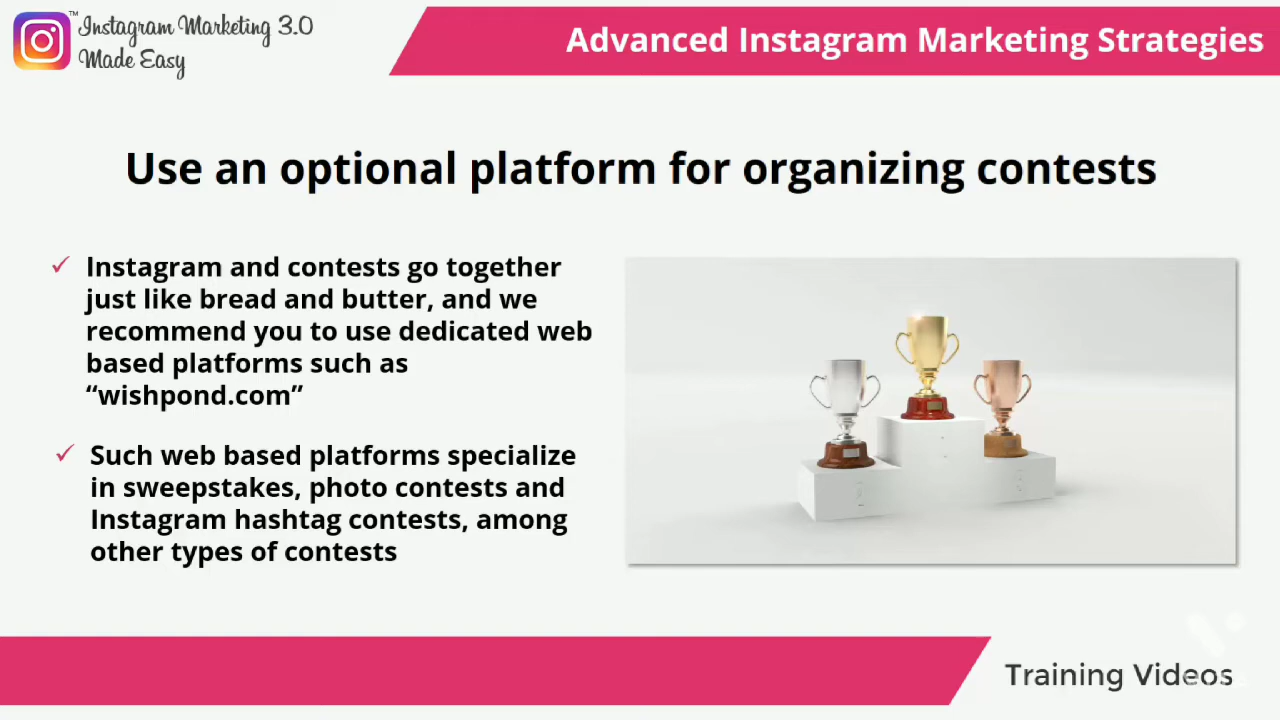 Instagram Marketing 3.0
Made Easy
™
Advanced Instagram Marketing Strategies
Use an optional platform for organizing contests
Instagram and contests go together
just like bread and butter, and we
recommend you to use dedicated web
based platforms such as
“wishpond.com”
Such web based platforms specialize
in sweepstakes, photo contests and
Instagram hashtag contests, among
other types of contests
Training Videos